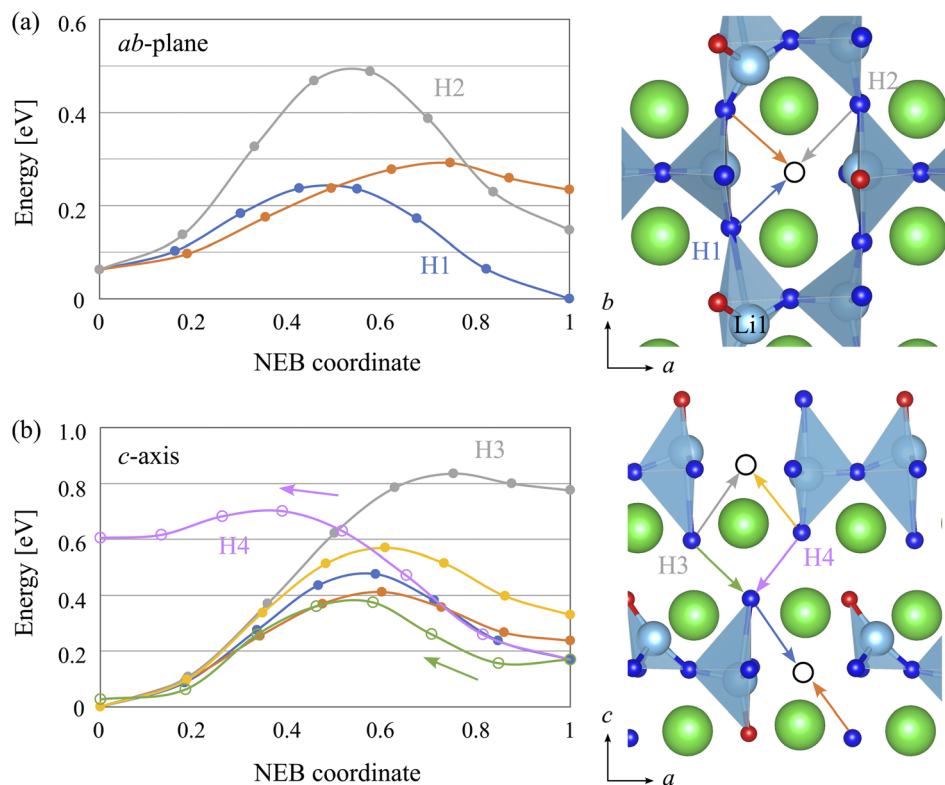 (a)
ab-plane
Energy [eV]
0.6
0.4
0.2
0
0
0.2
0.4
0.6
0.8
1
NEB coordinate
H2
H1
H2
H1
Li1
b
a
(b)
c-axis
Energy [eV]
1.0
0.8
0.6
0.4
0.2
0
0
0.2
0.4
0.6
0.8
1
NEB coordinate
H3
H4
H3
H4
c
a